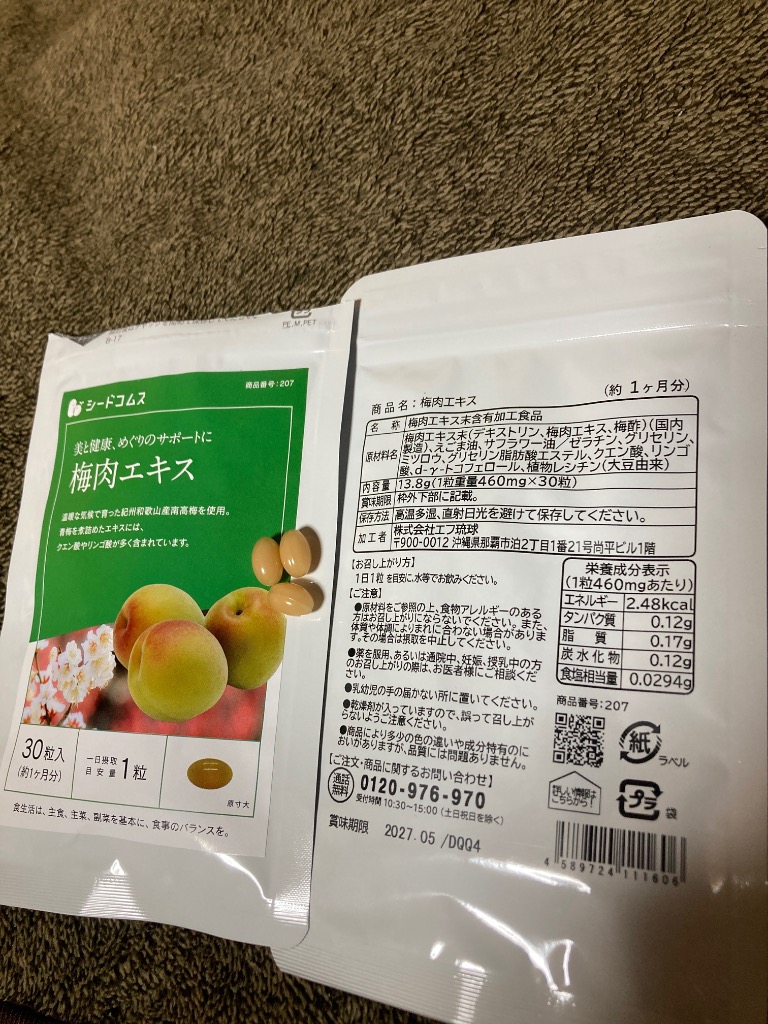 PE,M,PET
B-17
シードコムス
商品番号:207
美と健康、めぐりのサポートに
梅肉エキス
温暖な気候で育った紀州和歌山産南高梅を使用。
青梅を煮詰めたエキスには、
クエン酸やリンゴ酸が多く含まれています。
30粒入
(約1ヶ月分)
一日摂取
目安量 1粒
原寸大
食生活は、主食、主菜、副菜を基本に、食事のバランスを。
商品名:梅肉エキス
(約1ヶ月分)
名称 梅肉エキス末含有加工食品
原材料名 梅肉エキス末(デキストリン、梅肉エキス、梅酢)(国内
製造)、えごま油、サフラワー油/ゼラチン、グリセリン、
ミツロウ、グリセリン脂肪酸エステル、クエン酸、リンゴ
酸、d-γ-トコフェロール、植物レシチン(大豆由来)
内容量 13.8g(1粒重量460mg×30粒)
賞味期限 枠外下部に記載。
保存方法 高温多湿、直射日光を避けて保存してください。
加工者 株式会社エフ琉球
〒900-0012 沖縄県那覇市泊2丁目1番21号尚平ビル1階
【お召し上がり方】
1日1粒を目安に、水等でお飲みください。
【ご注意】
●原材料をご参照の上、食物アレルギーのある
方はお召し上がりにならないでください。また、
体質や体調によりまれに合わない場合がありま
す。その場合は摂取を中止してください。
●薬を服用、あるいは通院中、妊娠、授乳中の方
のお召し上がりの際は、お医者様にご相談くだ
さい。
●乳幼児の手の届かない所に置いてください。
●乾燥剤が入っていますので、誤って召し上が
らないようご注意ください。
●商品により多少の色の違いや成分特有のに
おいがありますが、品質には問題ありません。
【ご注文・商品に関するお問い合わせ】
通話
無料 0120-976-970
受付時間 10:30~15:00(土日祝日を除く)
賞味期限 2027.05 /DQQ4
栄養成分表示
(1粒460mgあたり)
エネルギー 2.48kcal
タンパク質 0.12g
脂質 0.17g
炭水化物 0.12g
食塩相当量 0.0294g
商品番号:207
紙
ラベル
詳しい情報は
こちらから!
プラ
袋
4 589724 111606